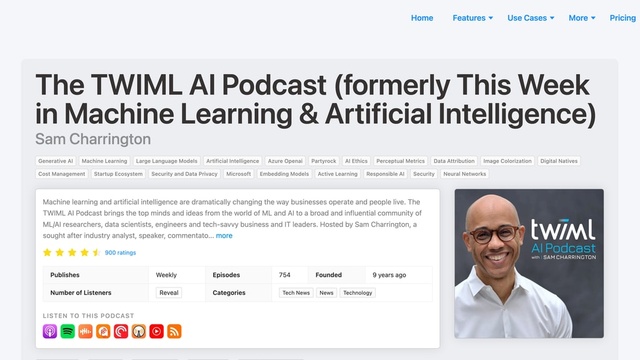 Home Features Use Cases More Pricing
The TWIML AI Podcast (formerly This Week
in Machine Learning & Artificial Intelligence)
Sam Charrington
Generative AI Machine Learning Large Language Models Artificial Intelligence Azure Openai Partyrock AI Ethics Perceptual Metrics Data Attribution Image Colorization Digital Natives
Cost Management Startup Ecosystem Security and Data Privacy Microsoft Embedding Models Active Learning Responsible AI Security Neural Networks
Machine learning and artificial intelligence are dramatically changing the way businesses operate and people live. The
TWIML AI Podcast brings the top minds and ideas from the world of ML and AI to a broad and influential community of
ML/AI researchers, data scientists, engineers and tech-savvy business and IT leaders. Hosted by Sam Charrington, a
sought after industry analyst, speaker, commentato... more
900 ratings
Publishes Weekly Episodes 754 Founded 9 years ago
Number of Listeners Reveal Categories Tech News News Technology
LISTEN TO THIS PODCAST
twiml
AI Podcast
with SAM CHARRINGTON